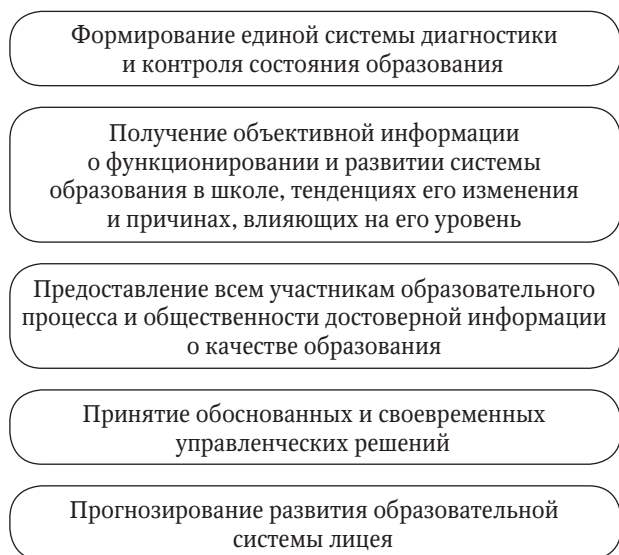 Формирование единой системы диагностики
и контроля состояния образования
Получение объективной информации
о функционировании и развитии системы
образования в школе, тенденциях его изменения
и причинах, влияющих на его уровень
Предоставление всем участникам образовательного
процесса и общественности достоверной информации
о качестве образования
Принятие обоснованных и своевременных
управленческих решений
Прогнозирование развития образовательной
системы лицея